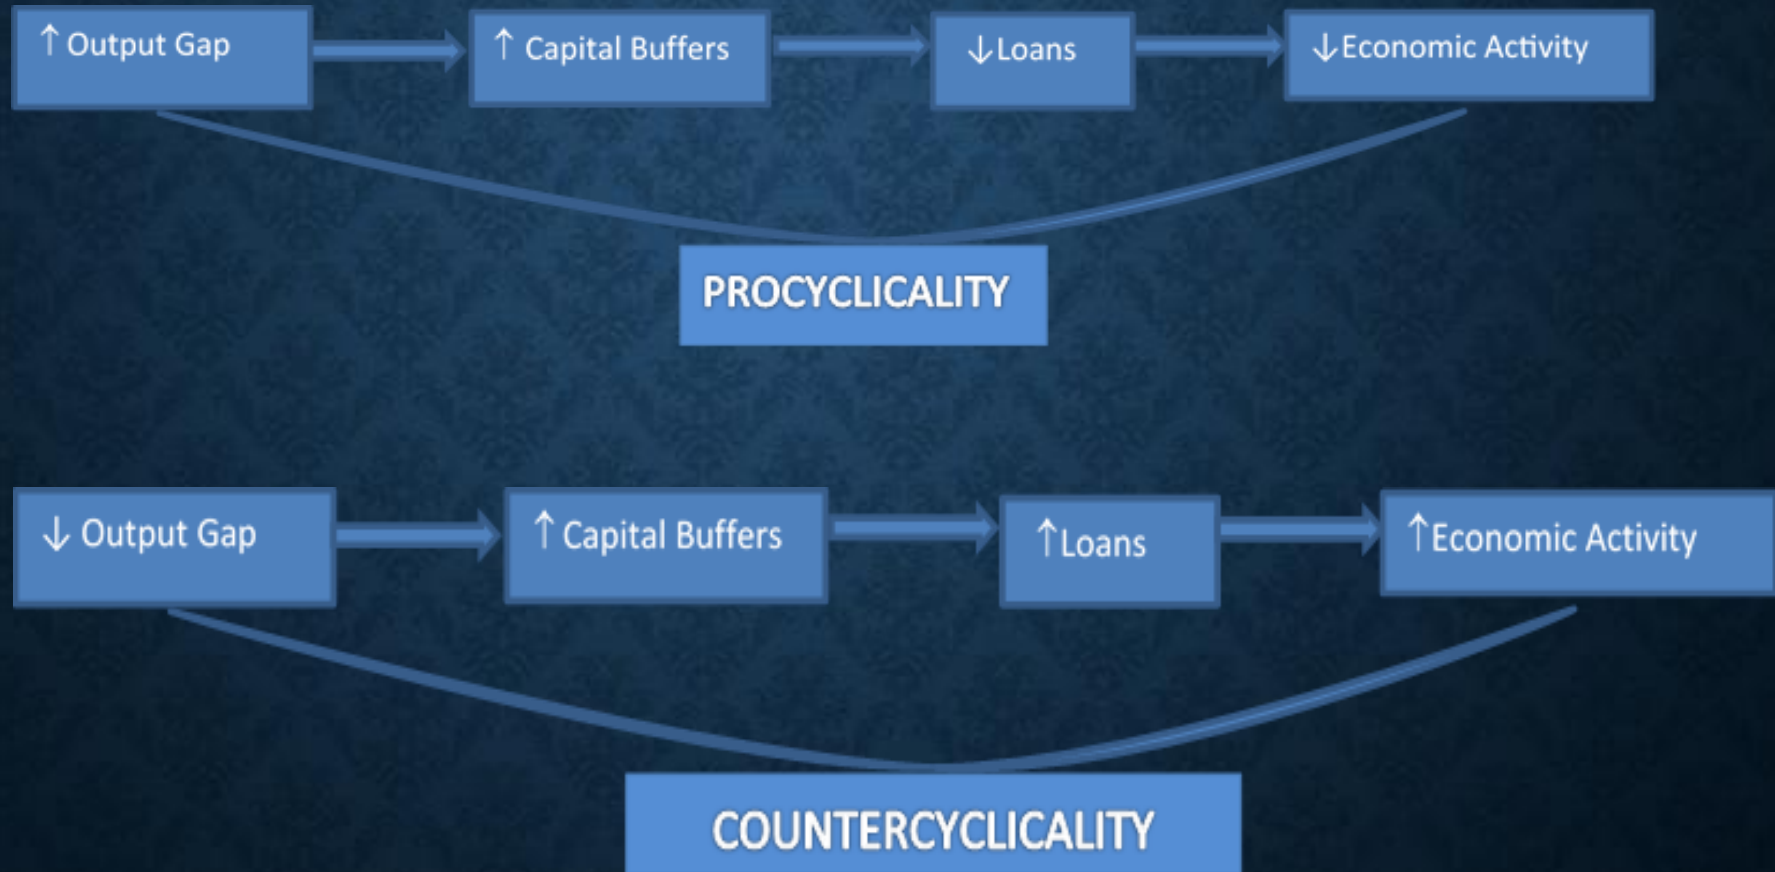 ↑ Output Gap
↑ Capital Buffers
↓Loans
↓Economic Activity
PROCYCLICALITY
↓ Output Gap
↑ Capital Buffers
↑Loans
↑Economic Activity
COUNTERCYCLICALITY